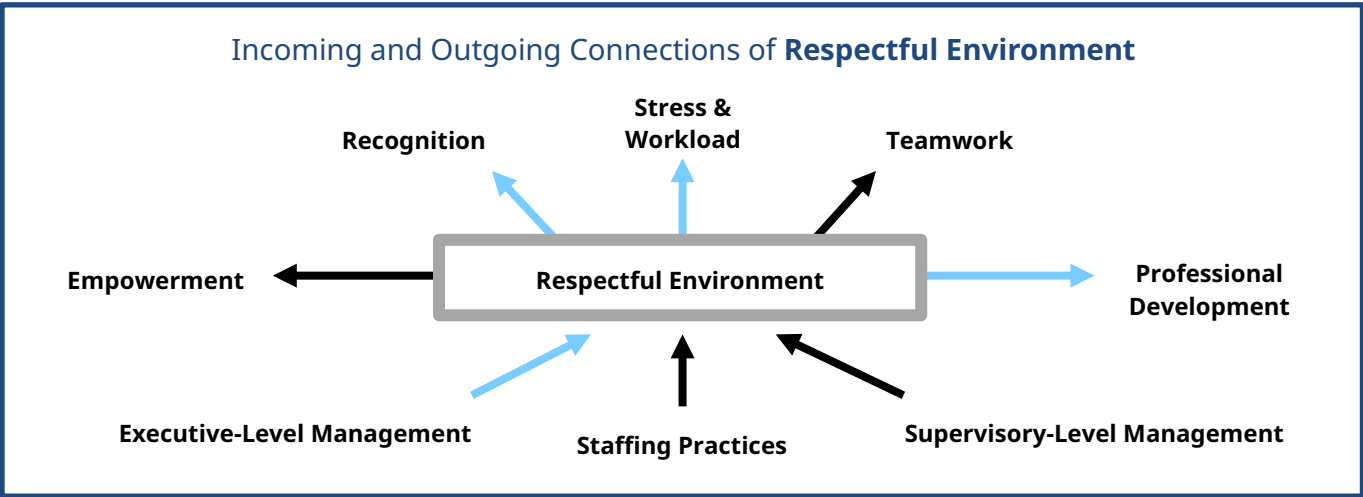 Incoming and Outgoing Connections of Respectful Environment
Stress &
Workload
Recognition
Teamwork
Empowerment
Respectful Environment
Professional
Development
Executive-Level Management
Staffing Practices
Supervisory-Level Management